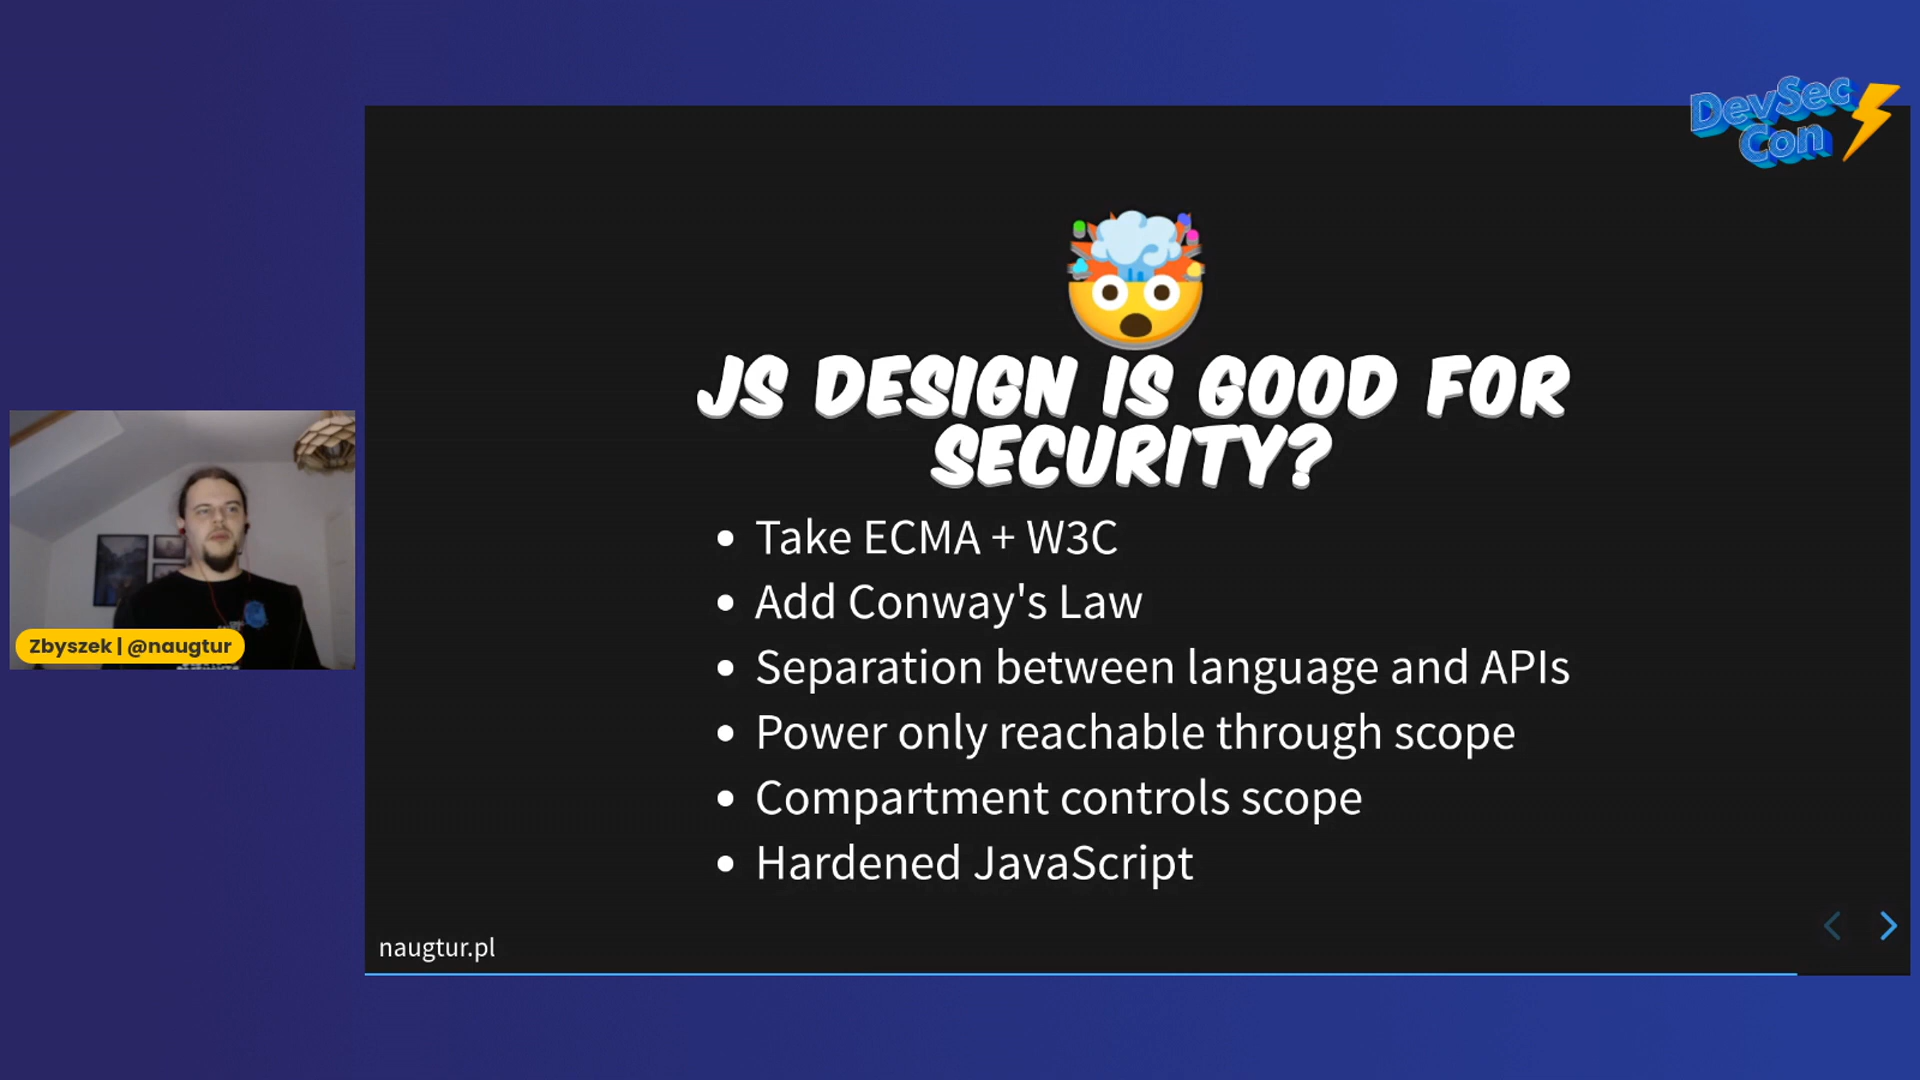 DevSec
Con
JS DESIGN IS GOOD FOR
SECURITY?
Take ECMA + W3C
Add Conway's Law
Separation between language and APIs
Power only reachable through scope
Compartment controls scope
Hardened JavaScript
Zbyszek | @naugtur
naugtur.pl